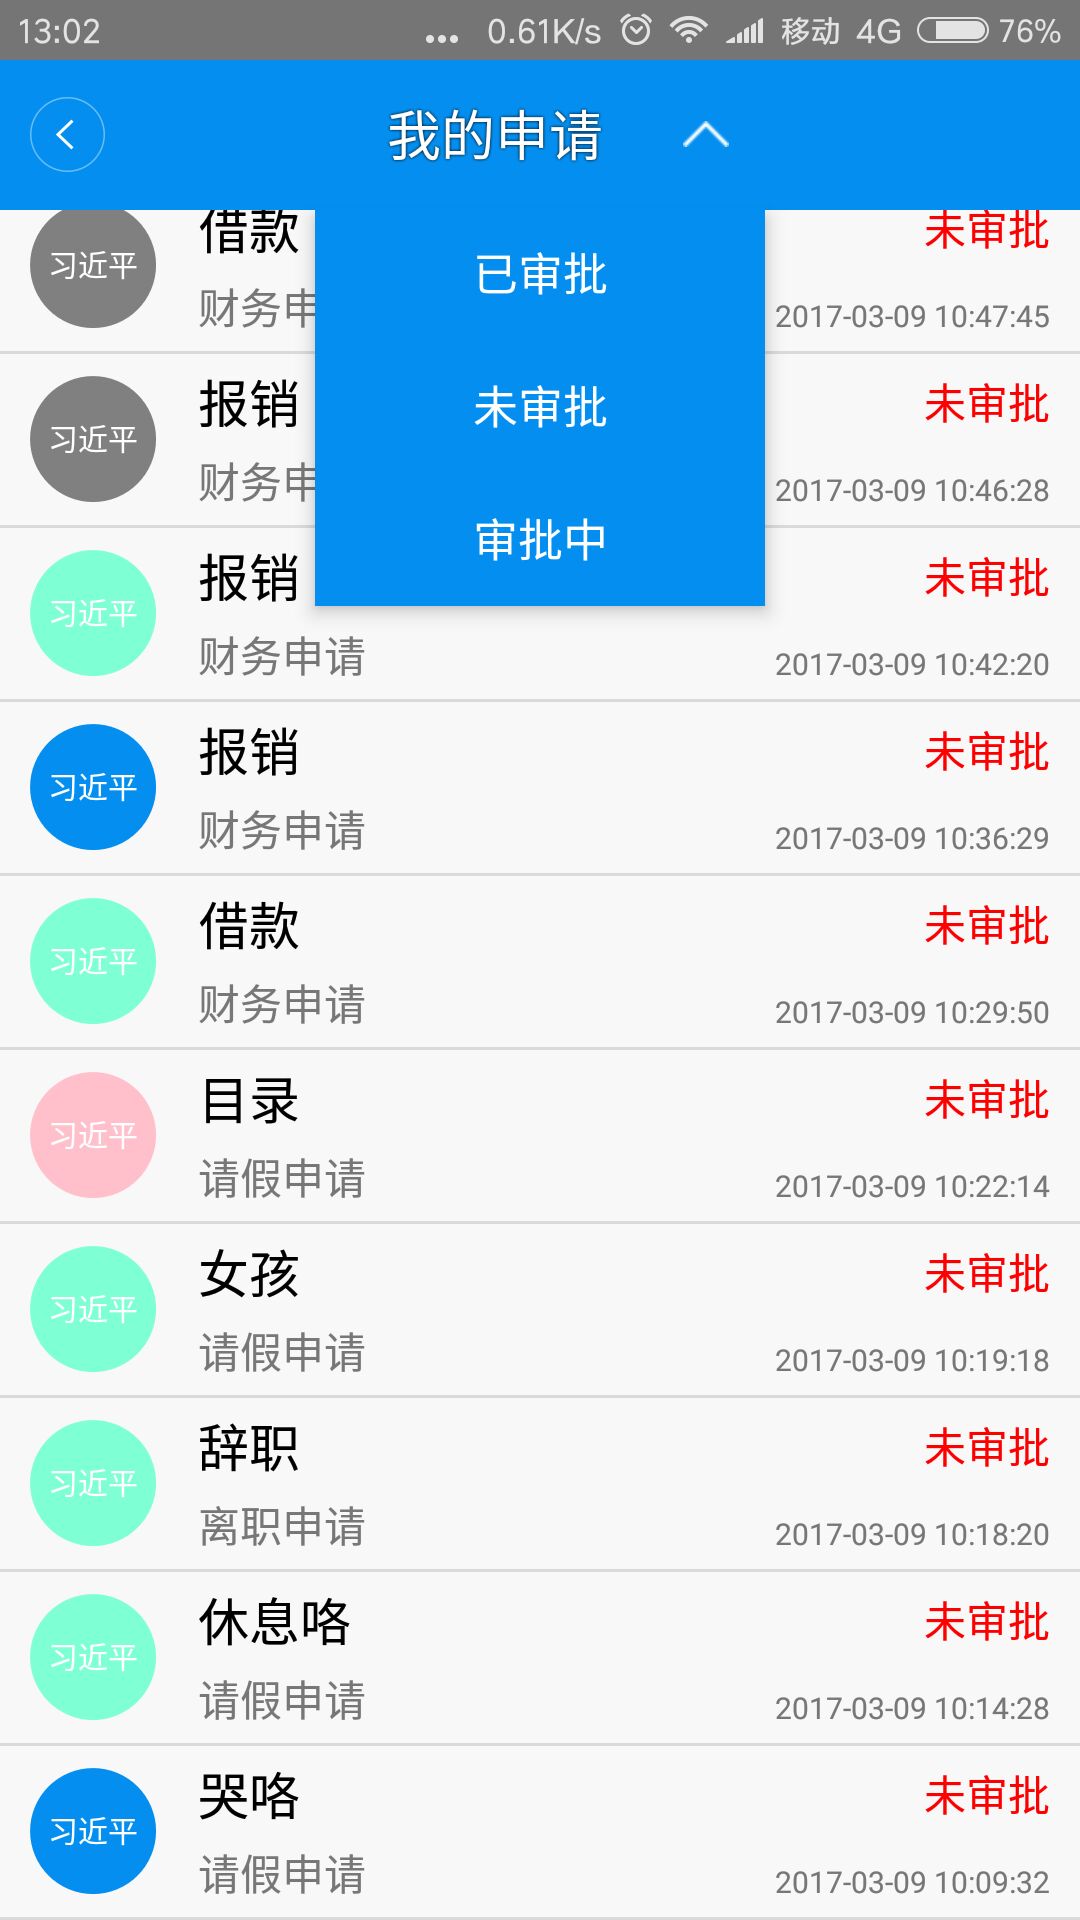 13:02 ... 0.61K/s 移动 4G 76%
我的申请
已审批
未审批
审批中
习近平 借款 未审批
财务申 2017-03-09 10:47:45
习近平 报销 未审批
财务申 2017-03-09 10:46:28
习近平 报销 未审批
财务申请 2017-03-09 10:42:20
习近平 报销 未审批
财务申请 2017-03-09 10:36:29
习近平 借款 未审批
财务申请 2017-03-09 10:29:50
习近平 目录 未审批
请假申请 2017-03-09 10:22:14
习近平 女孩 未审批
请假申请 2017-03-09 10:19:18
习近平 辞职 未审批
离职申请 2017-03-09 10:18:20
习近平 休息咯 未审批
请假申请 2017-03-09 10:14:28
习近平 哭咯 未审批
请假申请 2017-03-09 10:09:32